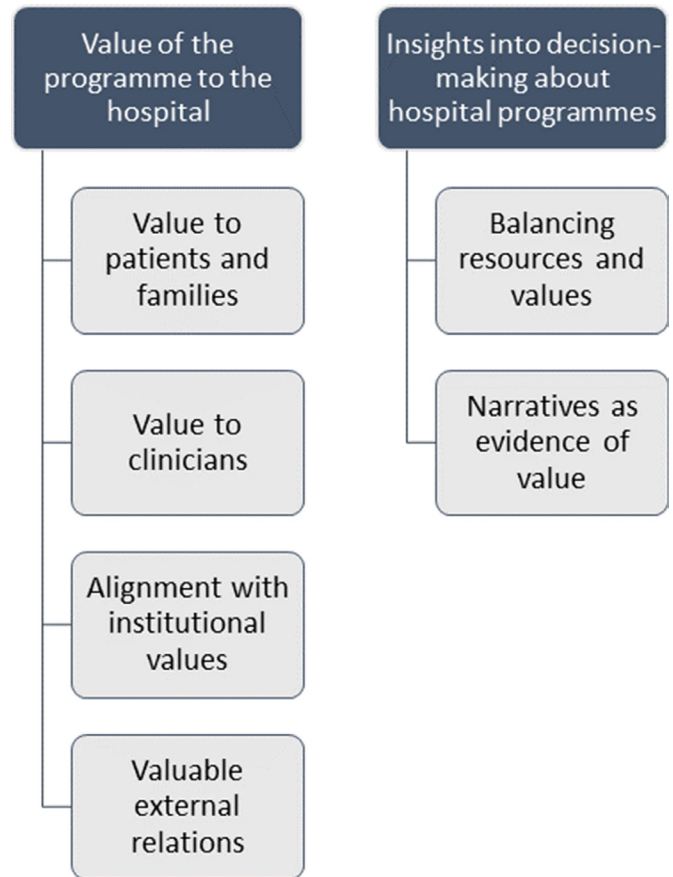 Value of the
programme to the
hospital
Value to
patients and
families
Value to
clinicians
Alignment with
institutional
values
Valuable
external
relations
Insights into decision-
making about
hospital programmes
Balancing
resources and
values
Narratives as
evidence of
value